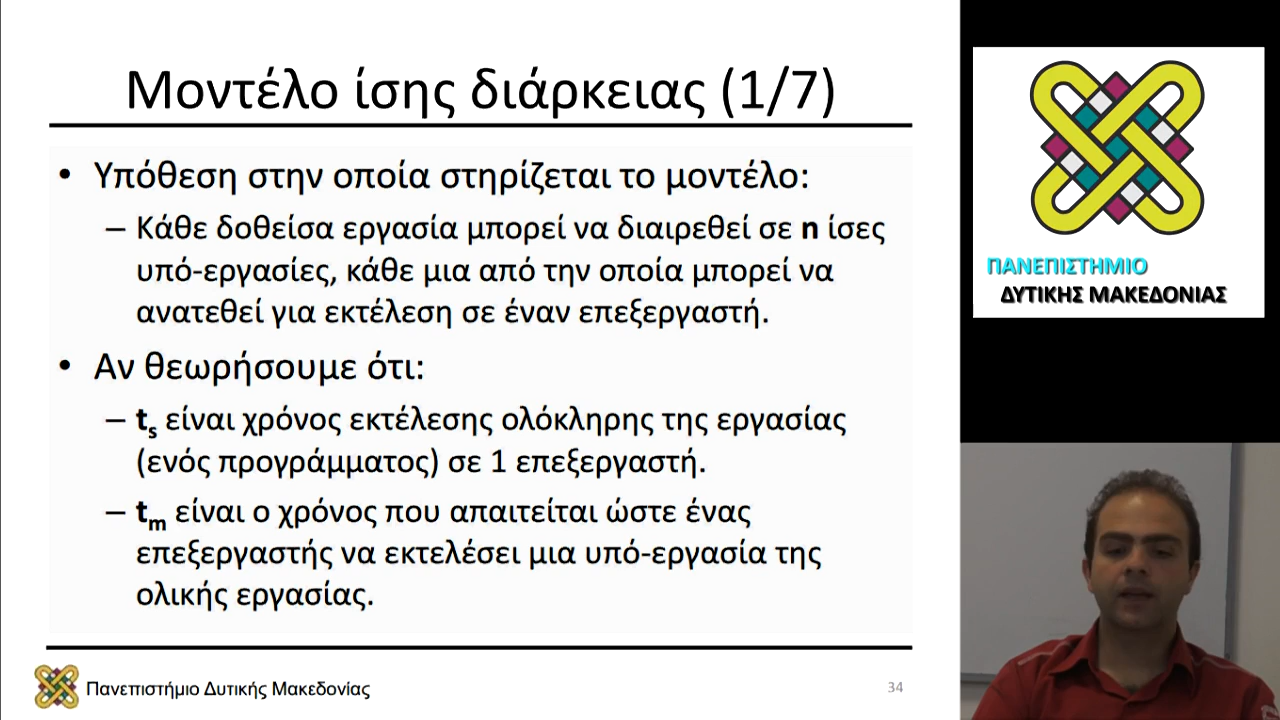 Μοντέλο ίσης διάρκειας (1/7)
• Υπόθεση στην οποία στηρίζεται το μοντέλο:
– Κάθε δοθείσα εργασία μπορεί να διαιρεθεί σε n ίσες
υπό-εργασίες, κάθε μια από την οποία μπορεί να
ανατεθεί για εκτέλεση σε έναν επεξεργαστή.
• Αν θεωρήσουμε ότι:
– ts είναι χρόνος εκτέλεσης ολόκληρης της εργασίας
(ενός προγράμματος) σε 1 επεξεργαστή.
– tm είναι ο χρόνος που απαιτείται ώστε ένας
επεξεργαστής να εκτελέσει μια υπό-εργασία της
ολικής εργασίας.
Πανεπιστήμιο Δυτικής Μακεδονίας
34
ΠΑΝΕΠΙΣΤΗΜΙΟ
ΔΥΤΙΚΗΣ ΜΑΚΕΔΟΝΙΑΣ